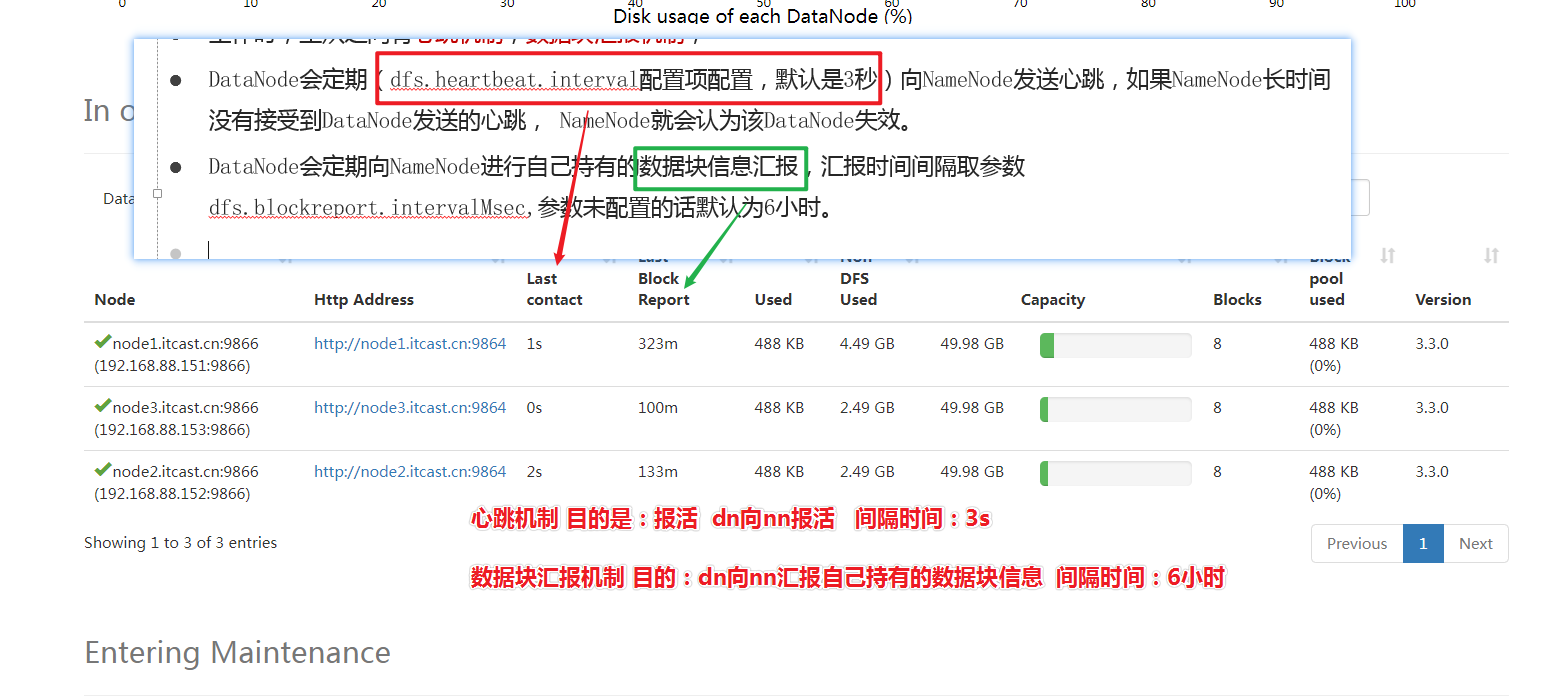 0 10 20 30 40 50 60 70 80 90 100
Disk usage of each DataNode (%)
DataNode会定期(dfs.heartbeat.interval配置项配置，默认是3秒)向NameNode发送心跳，如果NameNode长时间
没有接受到DataNode发送的心跳， NameNode就会认为该DataNode失效。
DataNode会定期向NameNode进行自己持有的数据块信息汇报，汇报时间间隔取参数
dfs.blockreport.intervalMsec,参数未配置的话默认为6小时。
In o
Data
Node
Http Address
Last
contact
Last
Block
Report
Used
Non
DFS
Used
Capacity
Blocks
Block
pool
used
Version
node1.itcast.cn:9866 http://node1.itcast.cn:9864 1s 323m 488 KB 4.49 GB 49.98 GB 8 488 KB 3.3.0
(192.168.88.151:9866) (0%)
node3.itcast.cn:9866 http://node3.itcast.cn:9864 0s 100m 488 KB 2.49 GB 49.98 GB 8 488 KB 3.3.0
(192.168.88.153:9866) (0%)
node2.itcast.cn:9866 http://node2.itcast.cn:9864 2s 133m 488 KB 2.49 GB 49.98 GB 8 488 KB 3.3.0
(192.168.88.152:9866) (0%)
心跳机制 目的是：报活 dn向nn报活 间隔时间：3s
Showing 1 to 3 of 3 entries
Previous 1 Next
数据块汇报机制 目的：dn向nn汇报自己持有的数据块信息 间隔时间：6小时
Entering Maintenance